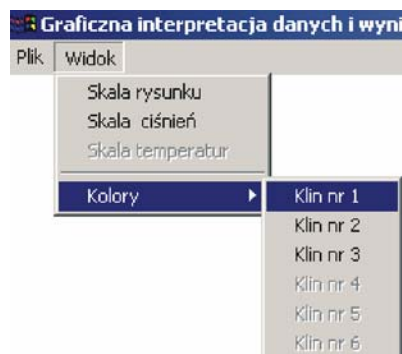 Graficzna interpretacja danych i wyni
Plik Widok
Skala rysunku
Skala ciśnień
Skala temperatur
Kolory
Klin nr 1
Klin nr 2
Klin nr 3
Klin nr 4
Klin nr 5
Klin nr 6